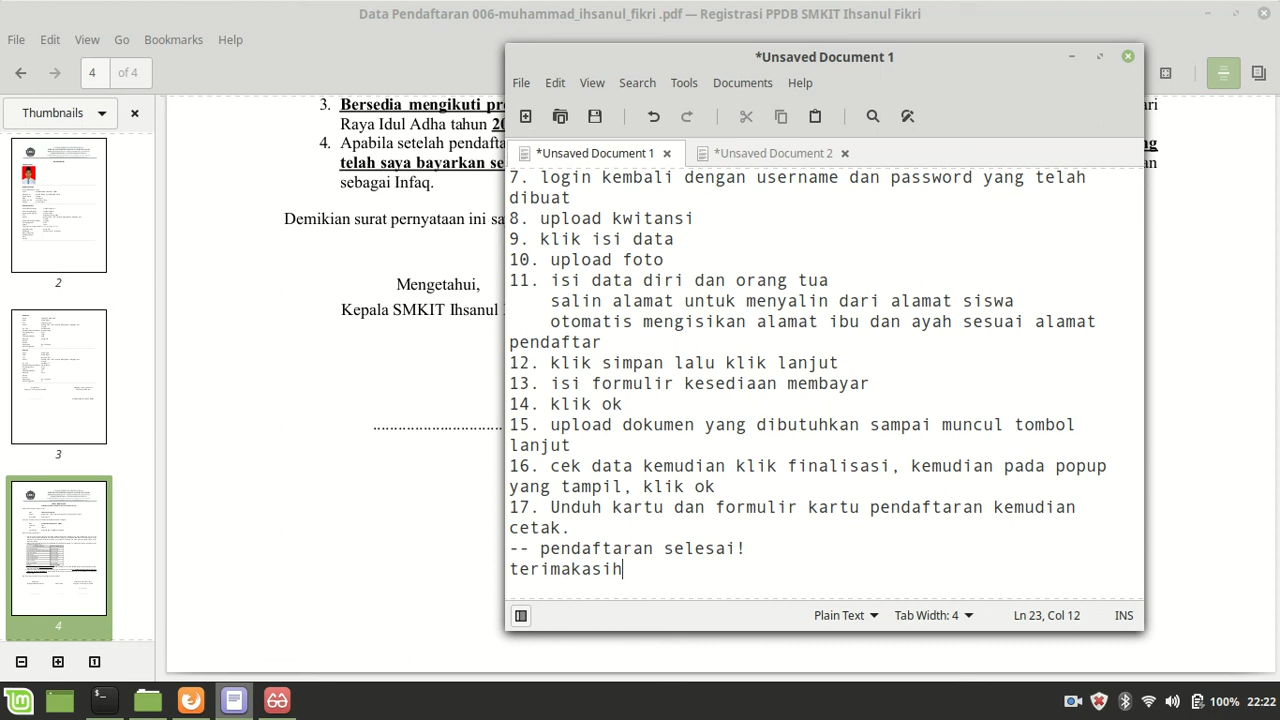 Data Pendaftaran 006-muhammad_ihsanul_fikri .pdf — Registrasi PPDB SMKIT Ihsanul Fikri
File Edit View Go Bookmarks Help
4 of 4
Thumbnails
2
3
4
3. Bersedia mengikuti pr
ri
Raya Idul Adha tahun 20
4. Apabila setelah pendafta
ng
telah saya bayarkan se
an
sebagai Infaq.
Demikian surat pernyataan ini sa
Mengetahui,
Kepala SMKIT Ihsanul
*Unsaved Document 1
File Edit View Search Tools Documents Help
*Unsaved Document 1 *Unsaved Document 2
7. login kembali dengan username dan password yang telah
dibuat
8. upload kwitansi
9. klik isi data
10. upload foto
11. isi data diri dan orang tua
salin alamat untuk menyalin dari alamat siswa
otomatis mengisikan alamat ibu dan ayah sesuai alamat
pendaftar
12. klik simpan lalu klik lanjut
13. isi formulir kesediaan membayar
14. klik ok
15. upload dokumen yang dibutuhkan sampai muncul tombol
lanjut
16. cek data kemudian klik finalisasi, kemudian pada popup
yang tampil, klik ok
17. Unduh kartu dan formulir kartu pendaftaran kemudian
cetak.
-- pendaftaran selesai!
terimakasih
Plain Text Tab Width: 4 Ln 23, Col 12 INS
100% 22:22